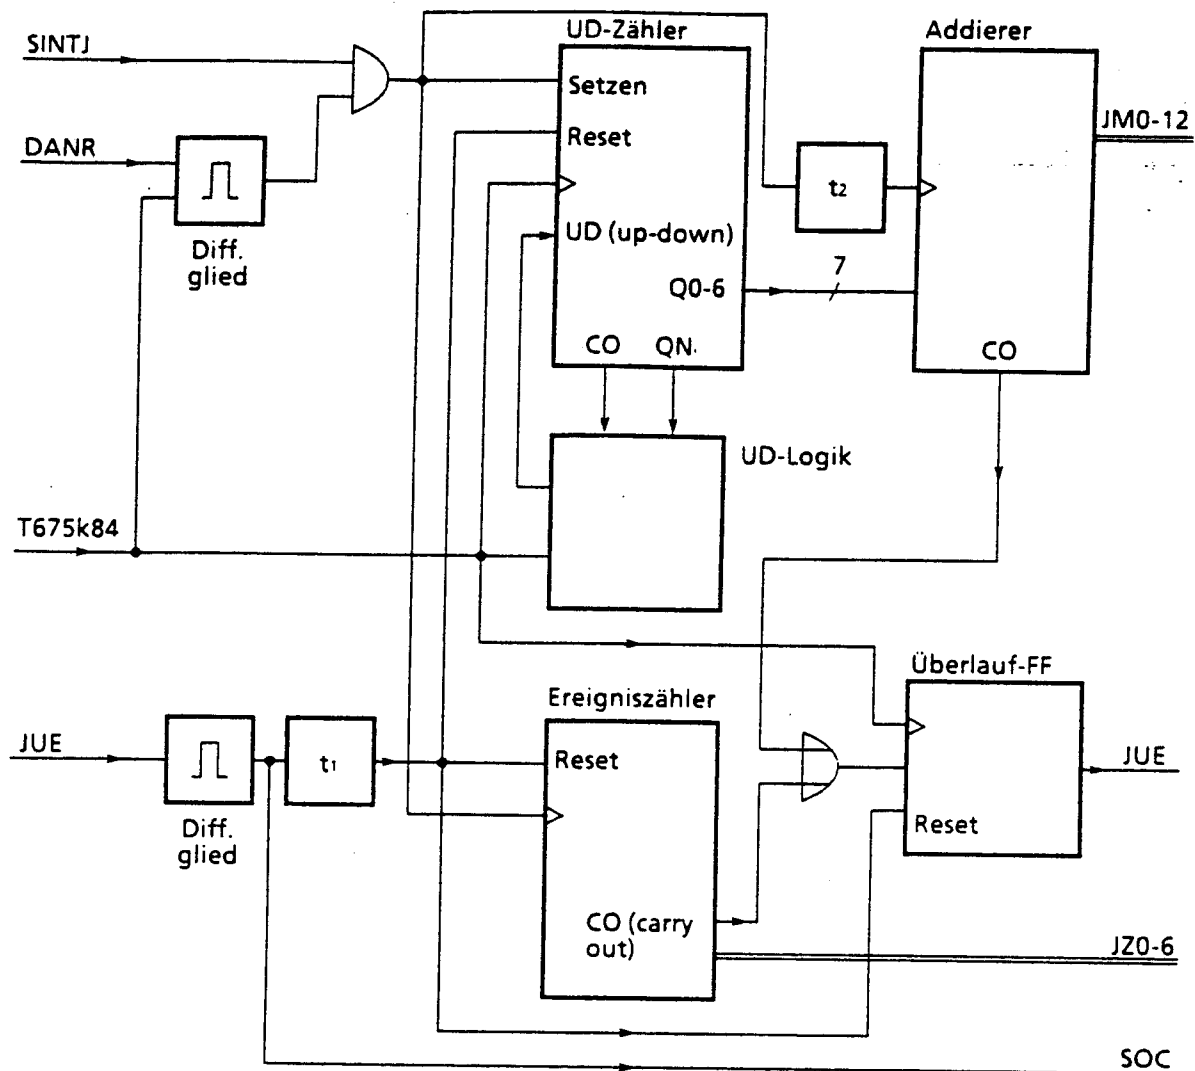 SINTJ
DANR
Diff.
glied
UD-Zähler
Setzen
Reset
UD (up-down)
Q0-6
CO QN
7
t2
Addierer
JM0-12
CO
UD-Logik
T675k84
JUE
Diff.
glied
t1
Ereigniszähler
Reset
CO (carry
out)
Überlauf-FF
Reset
JUE
JZ0-6
SOC